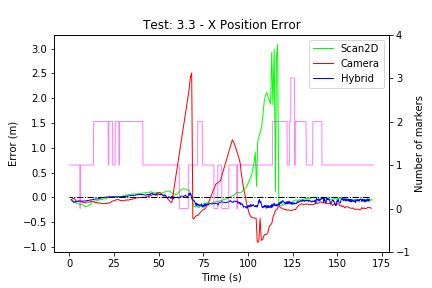 Test: 3.3 - X Position Error
Error (m)
3.0
2.5
2.0
1.5
1.0
0.5
0.0
−0.5
−1.0
Scan2D
Camera
Hybrid
4
3
2
1
0
−1
Number of markers
0 25 50 75 100 125 150 175
Time (s)